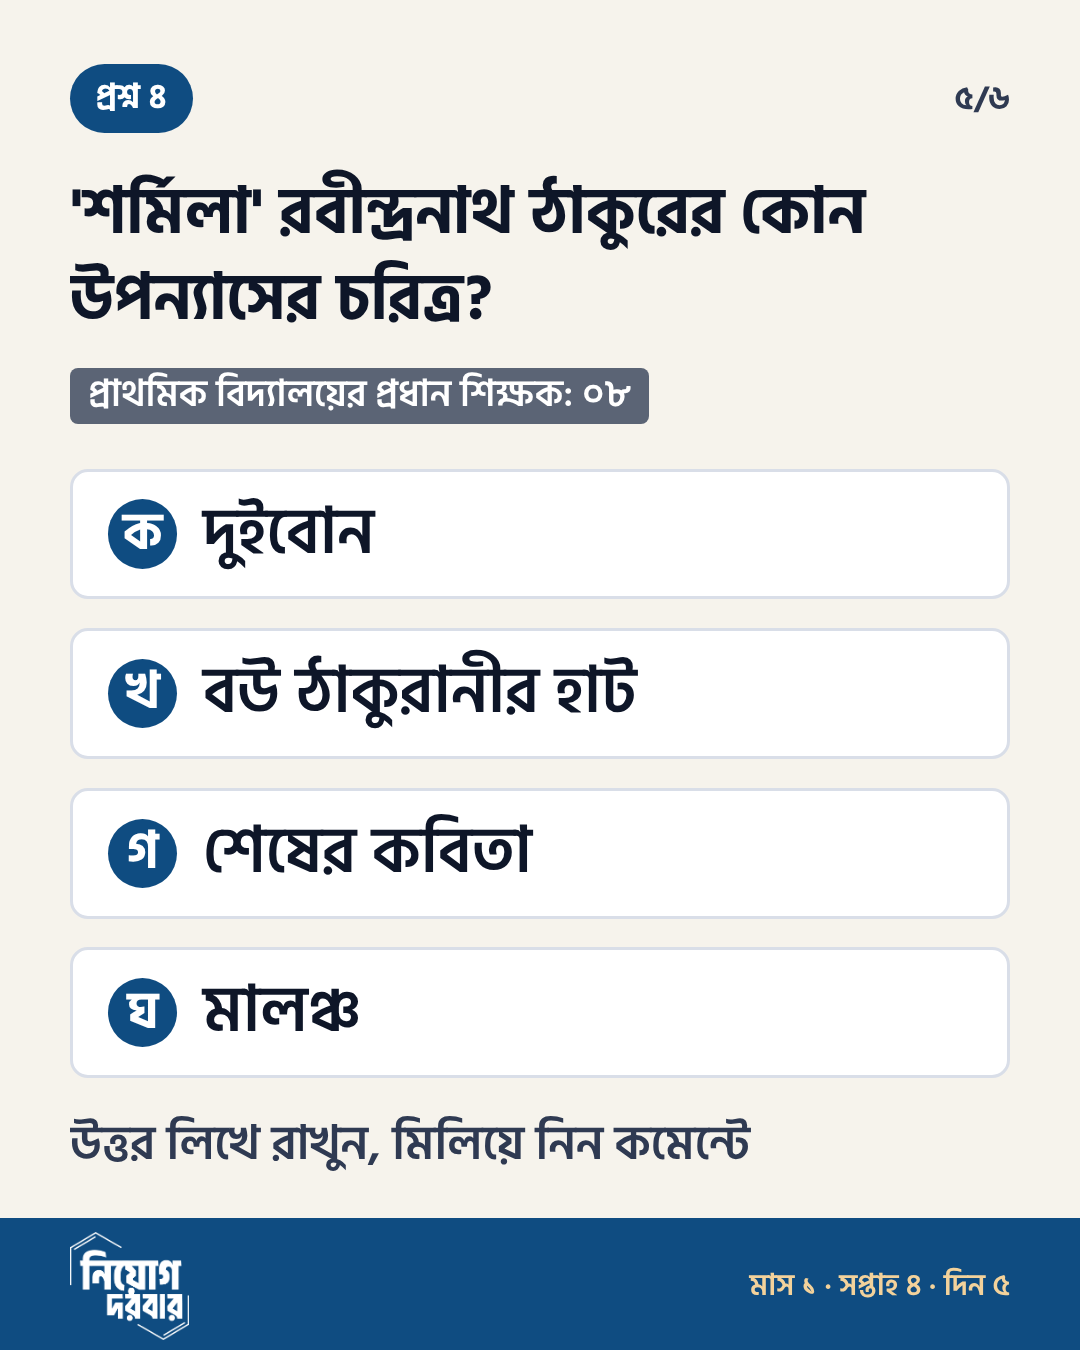 প্রশ্ন ৪
৫/৬
'শর্মিলা' রবীন্দ্রনাথ ঠাকুরের কোন
উপন্যাসের চরিত্র?
প্রাথমিক বিদ্যালয়ের প্রধান শিক্ষক: ০৮
ক দুইবোন
খ বউ ঠাকুরানীর হাট
গ শেষের কবিতা
ঘ মালঞ্চ
উত্তর লিখে রাখুন, মিলিয়ে নিন কমেন্টে
নিয়োগ
দরবার
মাস ১ · সপ্তাহ ৪ · দিন ৫